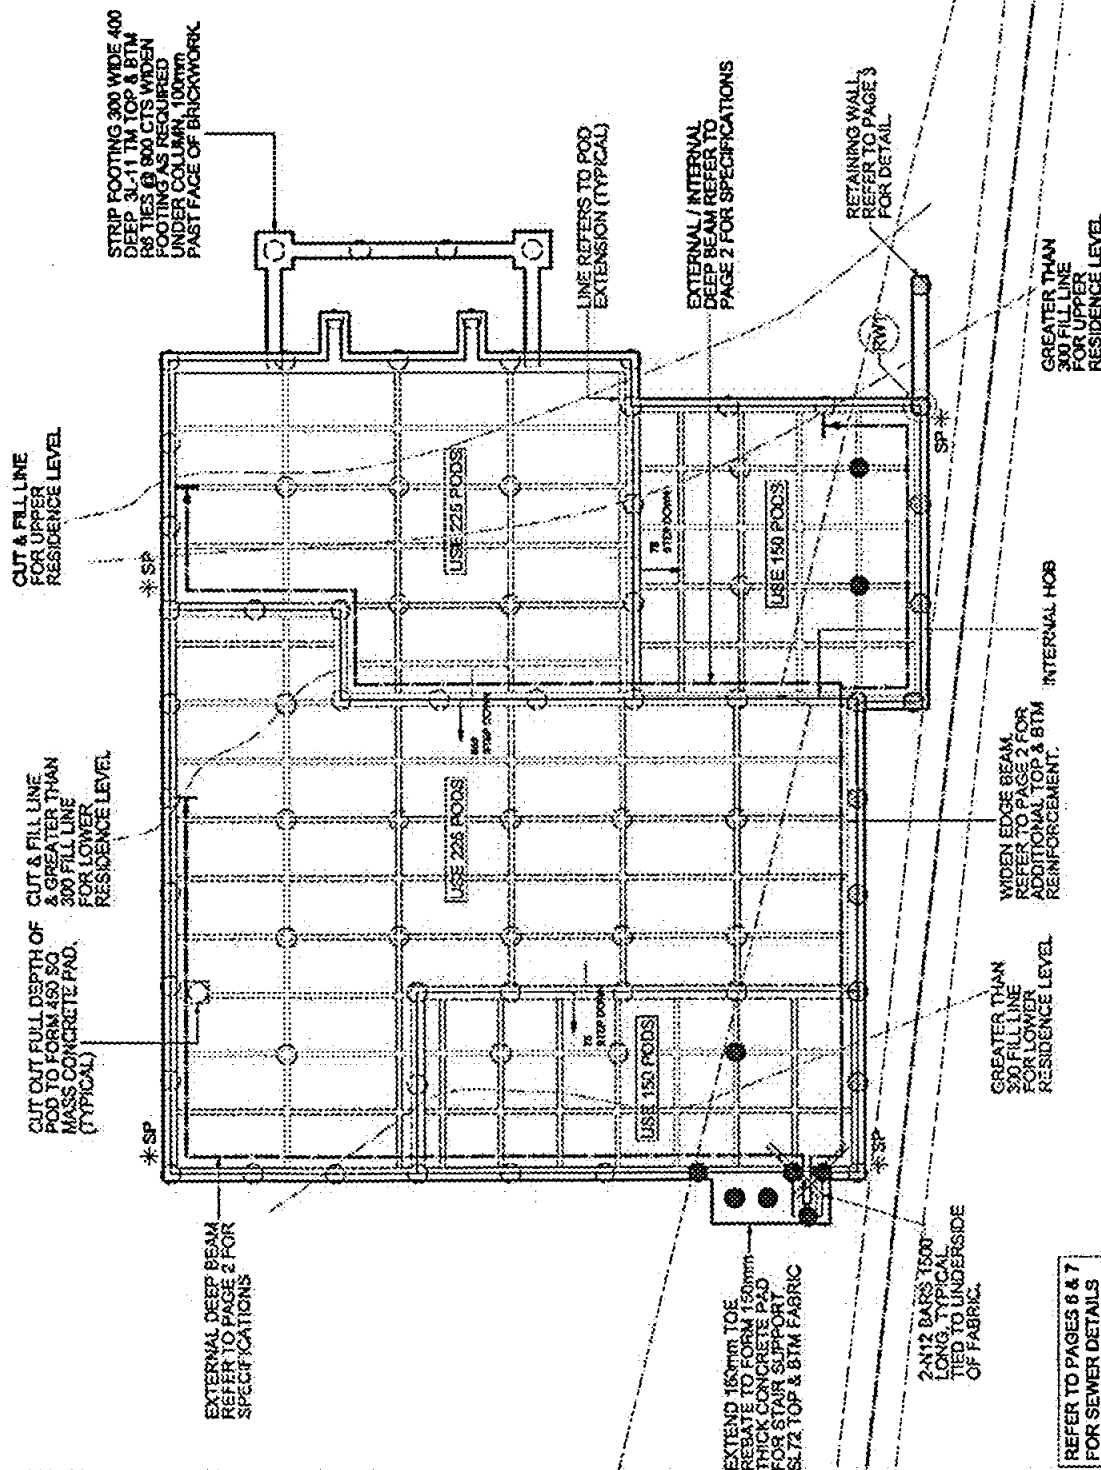 STRIP FOOTING 300 WIDE 400
DEEP 3L-11 TM TOP & BTM
R6 TIES @ 900 CTS WIDEN
FOOTING AS REQUIRED
UNDER COLUMN, 100mm
PAST FACE OF BRICKWORK.
LINE REFERS TO POD
EXTENSION (TYPICAL)
EXTERNAL / INTERNAL
DEEP BEAM REFER TO
PAGE 2 FOR SPECIFICATIONS
RETAINING WALL,
REFER TO PAGE 3
FOR DETAIL.
RW1
GREATER THAN
300 FILL LINE
FOR UPPER
RESIDENCE LEVEL
CUT & FILL LINE
FOR UPPER
RESIDENCE LEVEL
SP
USE 225 PODS
75
STEP DOWN
USE 150 PODS
SP
INTERNAL HOB
CUT & FILL LINE
& GREATER THAN
300 FILL LINE
FOR LOWER
RESIDENCE LEVEL
STEP DOWN
USE 225 PODS
WIDEN EDGE BEAM,
REFER TO PAGE 2 FOR
ADDITIONAL TOP & BTM
REINFORCEMENT.
CUT OUT FULL DEPTH OF
POD TO FORM 450 SQ
MASS CONCRETE PAD.
(TYPICAL)
75
STEP DOWN
USE 150 PODS
GREATER THAN
300 FILL LINE
FOR LOWER
RESIDENCE LEVEL
SP
SP
EXTERNAL DEEP BEAM
REFER TO PAGE 2 FOR
SPECIFICATIONS
EXTEND 150mm TOE
REBATE TO FORM 150mm
THICK CONCRETE PAD
FOR STAIR SUPPORT
SL72 TOP & BTM FABRIC
2-N12 BARS 1500
LONG, TYPICAL
TIED TO UNDERSIDE
OF FABRIC.
REFER TO PAGES 6 & 7
FOR SEWER DETAILS